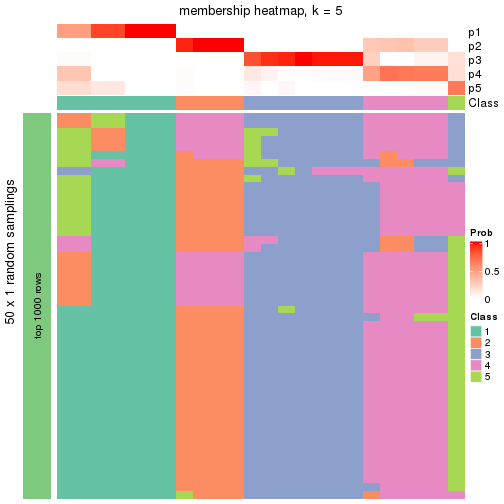 membership heatmap, k = 5
p1
p2
p3
p4
p5
Class
50 x 1 random samplings
top 1000 rows
Prob
1
0.5
0
Class
1
2
3
4
5